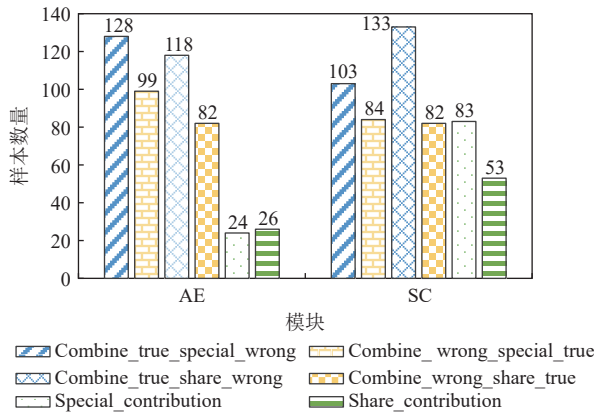 140
120
100
80
60
40
20
0
样本数量
128
99
118
82
24
26
103
84
133
82
83
53
AE
SC
模块
Combine_true_special_wrong
Combine_ wrong_special_true
Combine_true_share_wrong
Combine_wrong_share_true
Special_contribution
Share_contribution